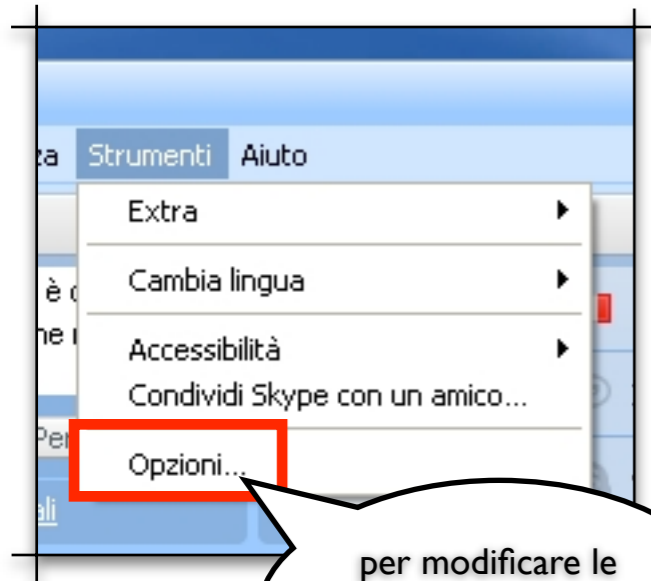 Strumenti Aiuto
Extra
Cambia lingua
è
Accessibilità
Condividi Skype con un amico...
Opzioni...
per modificare le